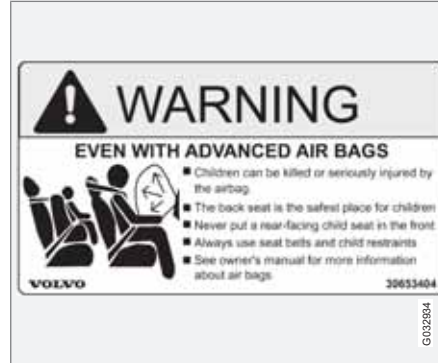 WARNING
EVEN WITH ADVANCED AIR BAGS
■ Children can be killed or seriously injured by
the airbag
■ The back seat is the safest place for children
■ Never put a rear-facing child seat in the front
■ Always use seat belts and child restraints
■ See owner's manual for more information
about air bags
VOLVO
30653404
G032934